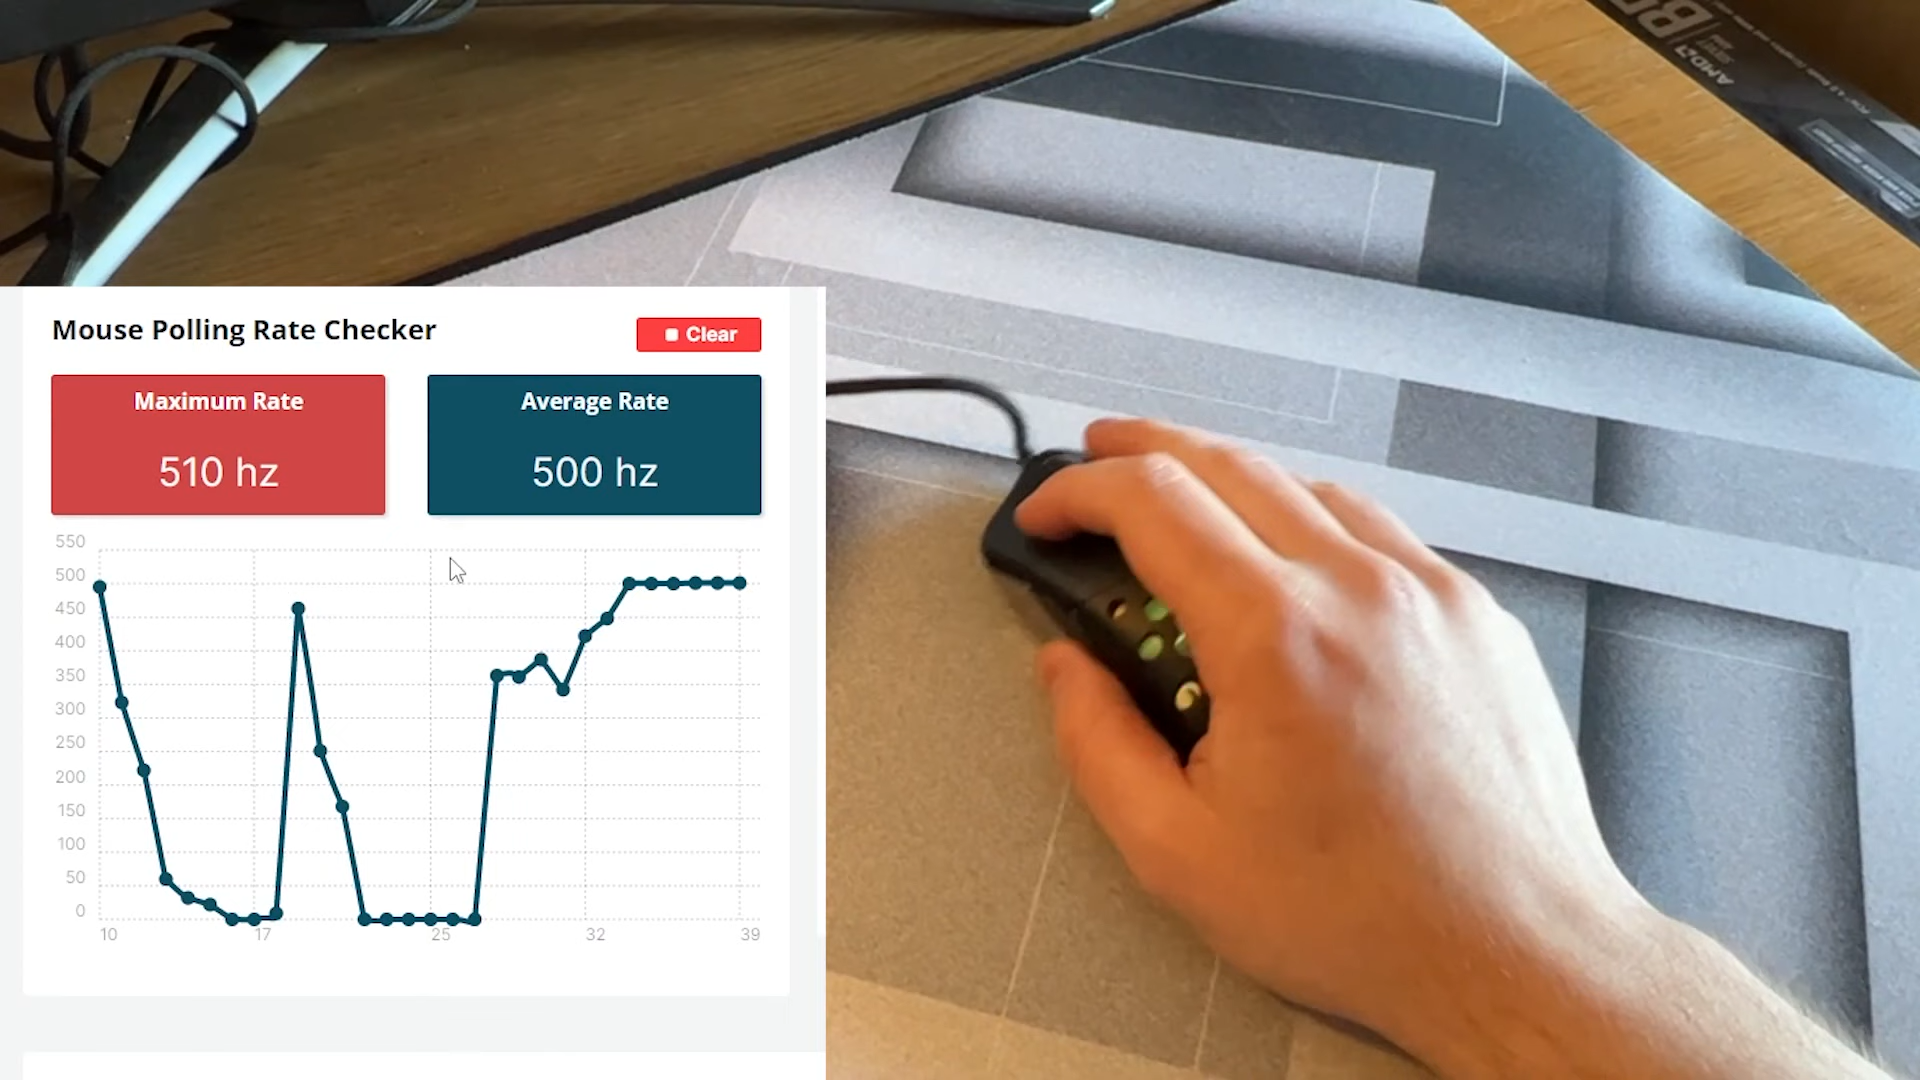 AMD
Mouse Polling Rate Checker
Clear
Maximum Rate
Average Rate
510 hz
500 hz
550
500
450
400
350
300
250
200
150
100
50
0
10
17
25
32
39